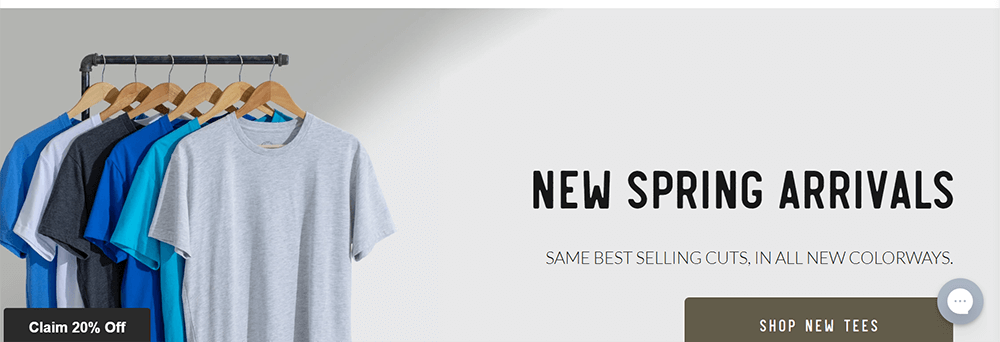 NEW SPRING ARRIVALS
SAME BEST SELLING CUTS, IN ALL NEW COLORWAYS.
SHOP NEW TEES
Claim 20% Off